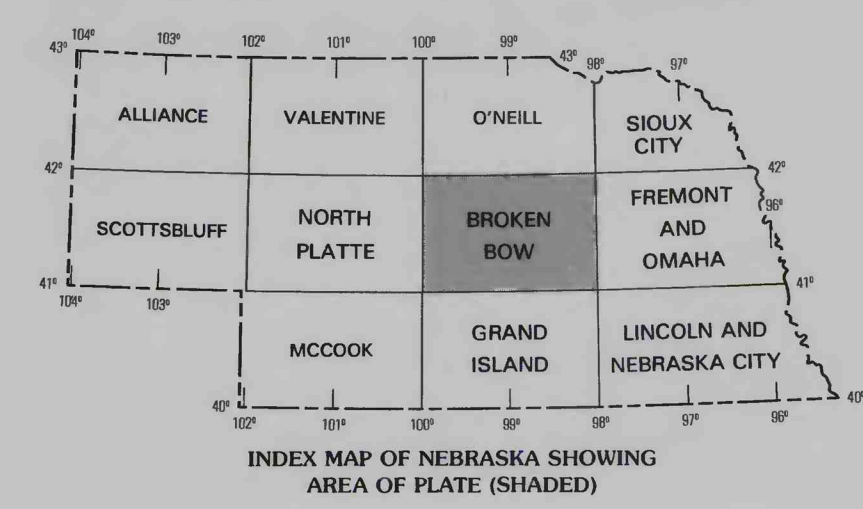 104° 103° 102° 101° 100° 99° 98° 97°
43° 43°
ALLIANCE VALENTINE O'NEILL SIOUX
CITY
42° 42°
SCOTTSBLUFF NORTH
PLATTE BROKEN
BOW FREMONT
AND
OMAHA
96°
41° 41°
104° 103°
MCCOOK GRAND
ISLAND LINCOLN AND
NEBRASKA CITY
40° 40°
102° 101° 100° 99° 98° 97° 96°
INDEX MAP OF NEBRASKA SHOWING
AREA OF PLATE (SHADED)